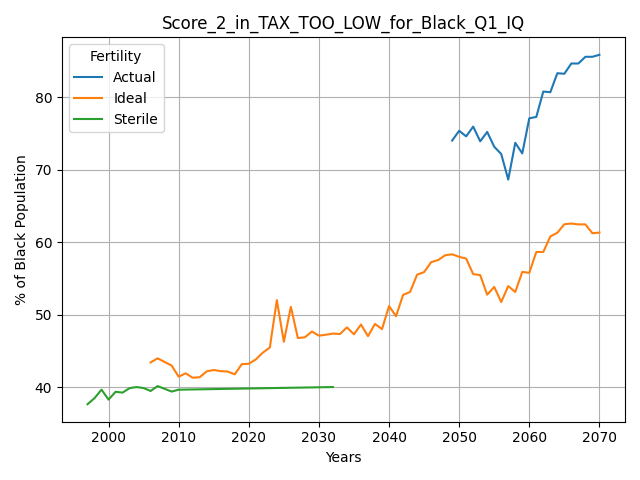 Score_2_in_TAX_TOO_LOW_for_Black_Q1_IQ
Fertility
Actual
Ideal
Sterile
% of Black Population
80
70
60
50
40
2000 2010 2020 2030 2040 2050 2060 2070
Years